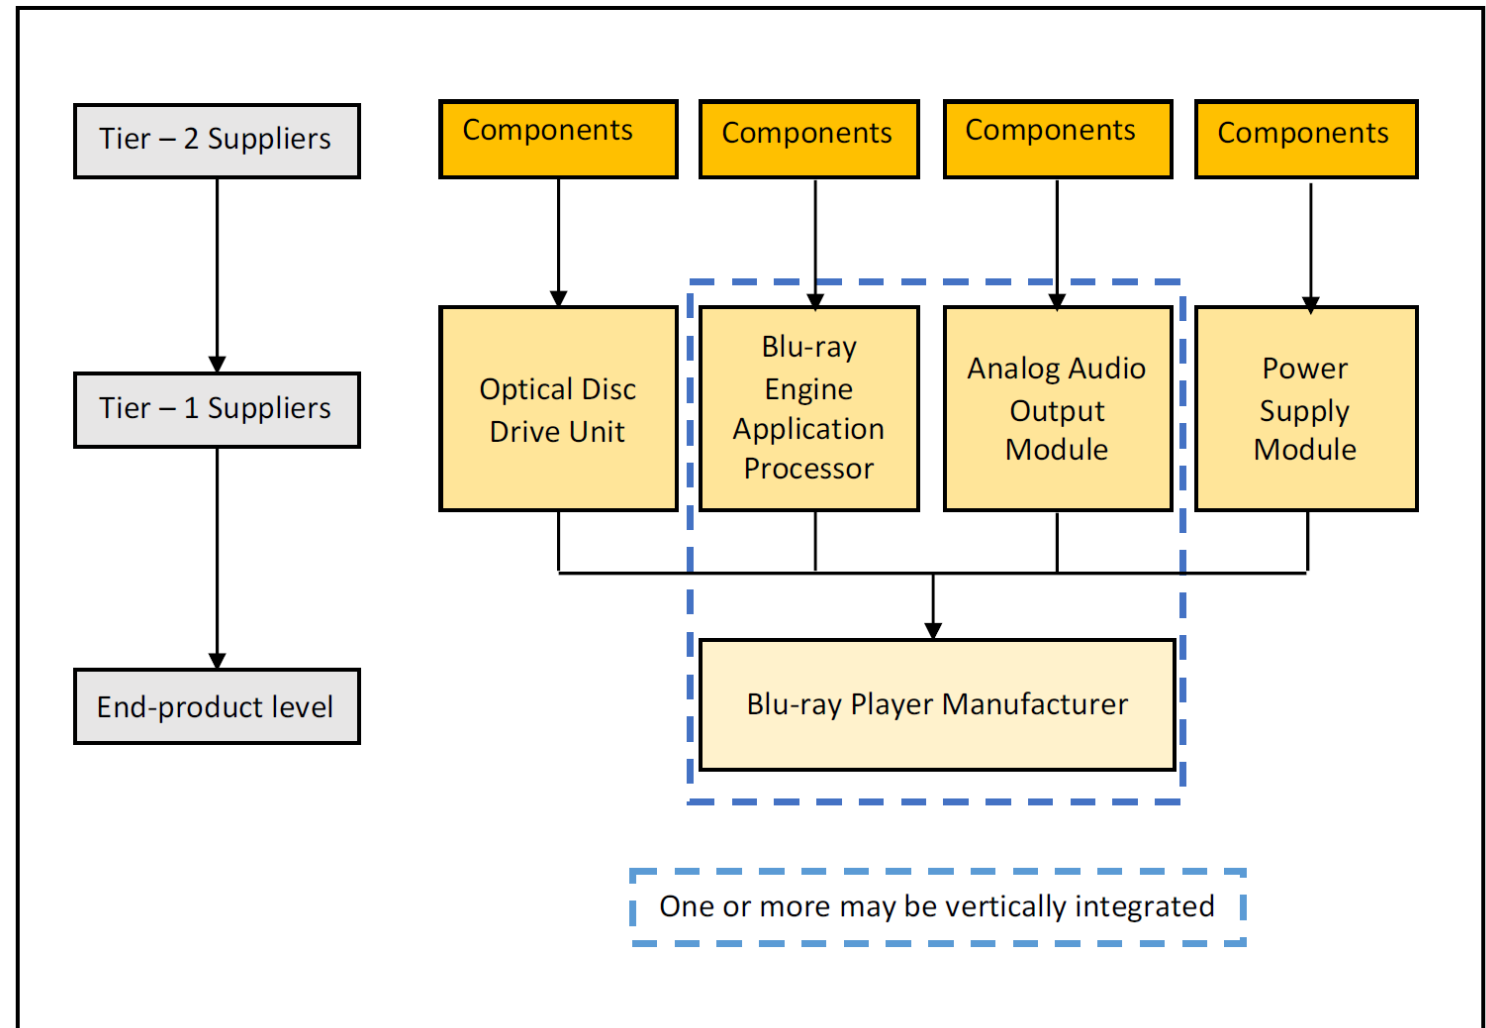 Tier – 2 Suppliers
Components
Components
Components
Components
Tier – 1 Suppliers
Optical Disc
Drive Unit
Blu-ray
Engine
Application
Processor
Analog Audio
Output
Module
Power
Supply
Module
End-product level
Blu-ray Player Manufacturer
One or more may be vertically integrated